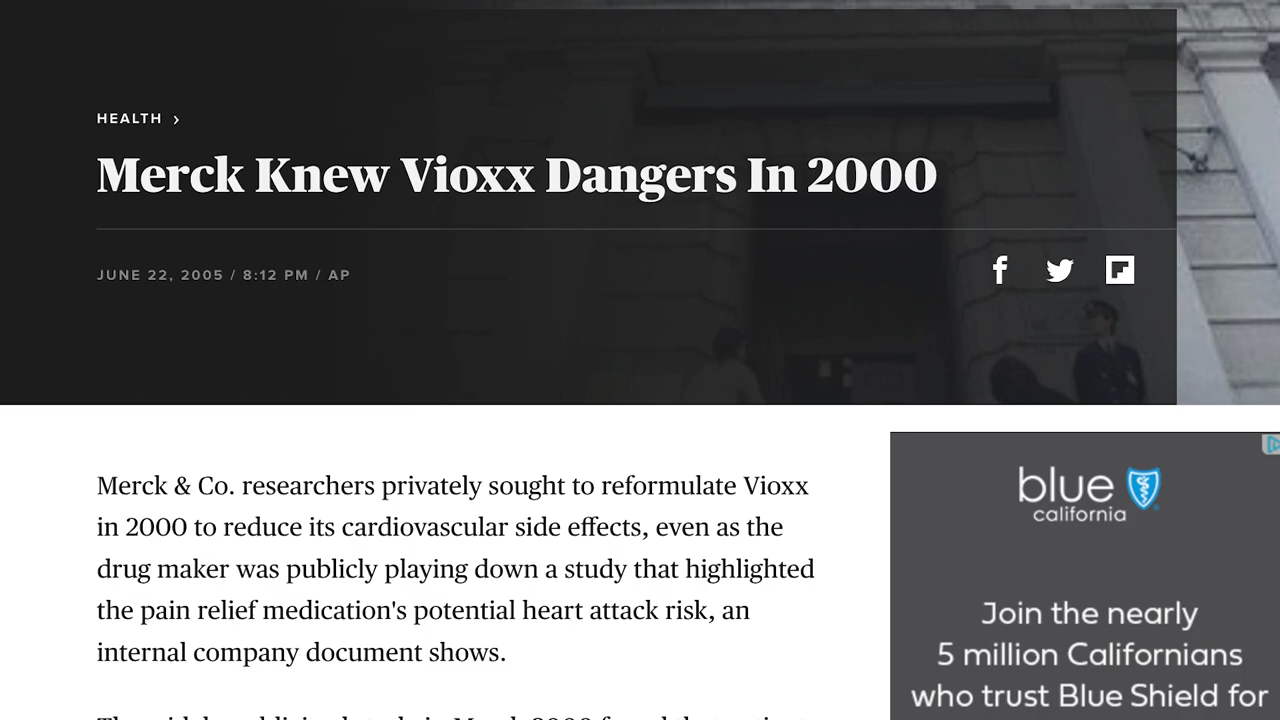 HEALTH >
Merck Knew Vioxx Dangers In 2000
JUNE 22, 2005 / 8:12 PM / AP
Merck & Co. researchers privately sought to reformulate Vioxx
in 2000 to reduce its cardiovascular side effects, even as the
drug maker was publicly playing down a study that highlighted
the pain relief medication's potential heart attack risk, an
internal company document shows.
blue
california
Join the nearly
5 million Californians
who trust Blue Shield for